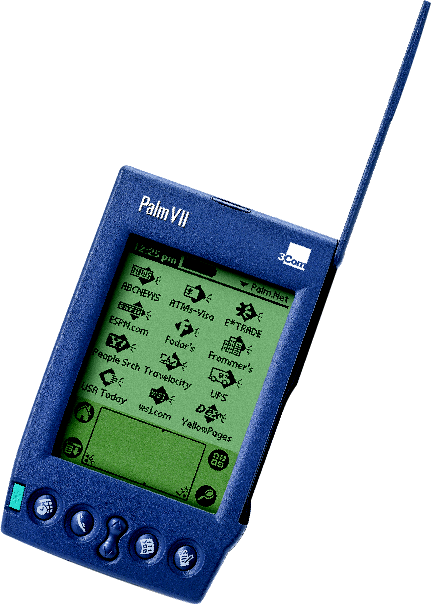 Palm VII
3Com
12:25 pm
Palm.Net
ABCNEWS
ATMs-Visa
E*TRADE
ESPN.com
Fodor's
Frommer's
People Srch
Travelocity
UPS
USA Today
wsj.com
YellowPages